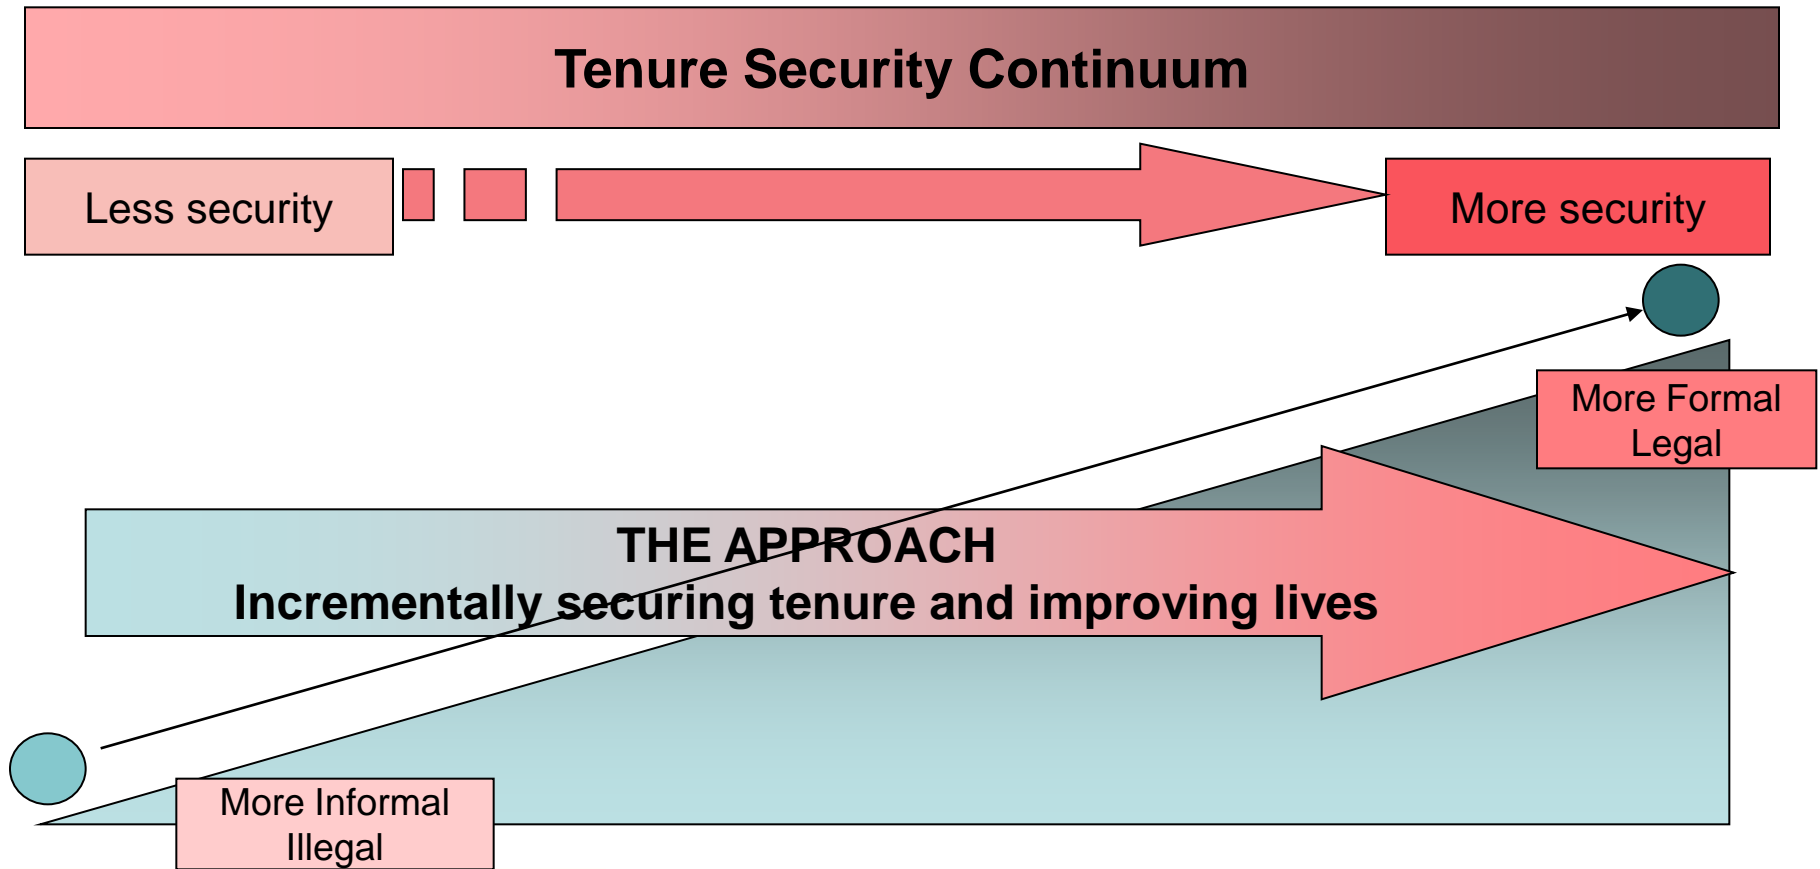 Tenure Security Continuum
Less security
More security
More Formal
Legal
THE APPROACH
Incrementally securing tenure and improving lives
More Informal
Illegal